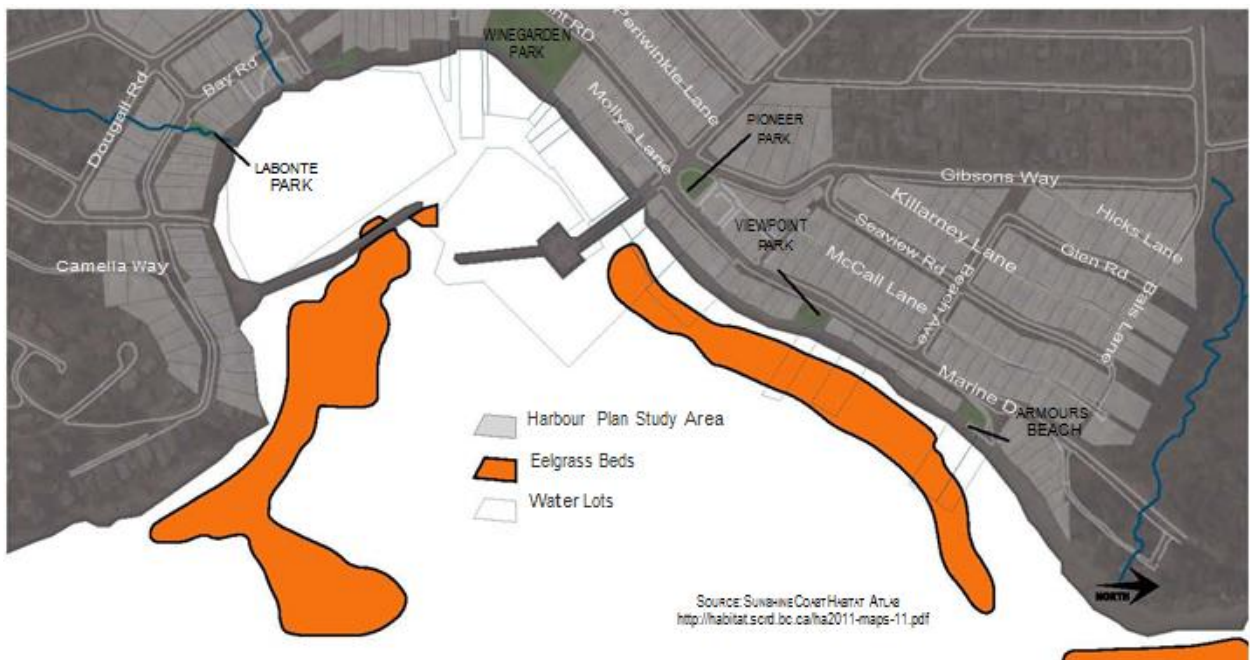 WINEGARDEN
PARK
Periwinkle Lane
Bay Rd
Dougall Rd
Mollys Lane
PIONEER
PARK
LABONTE
PARK
Gibsons Way
Killarney Lane
Hicks Lane
VIEWPOINT
PARK
Seaview Rd
Glen Rd
Camella Way
McCall Lane
Beach Ave
Bals Lane
Marine D
ARMOURS
BEACH
Harbour Plan Study Area
Eelgrass Beds
Water Lots
NORTH
SOURCE: SUNSHINE COAST HABITAT ATLAS
http://habitat.scrd.bc.ca/ha2011-maps-11.pdf